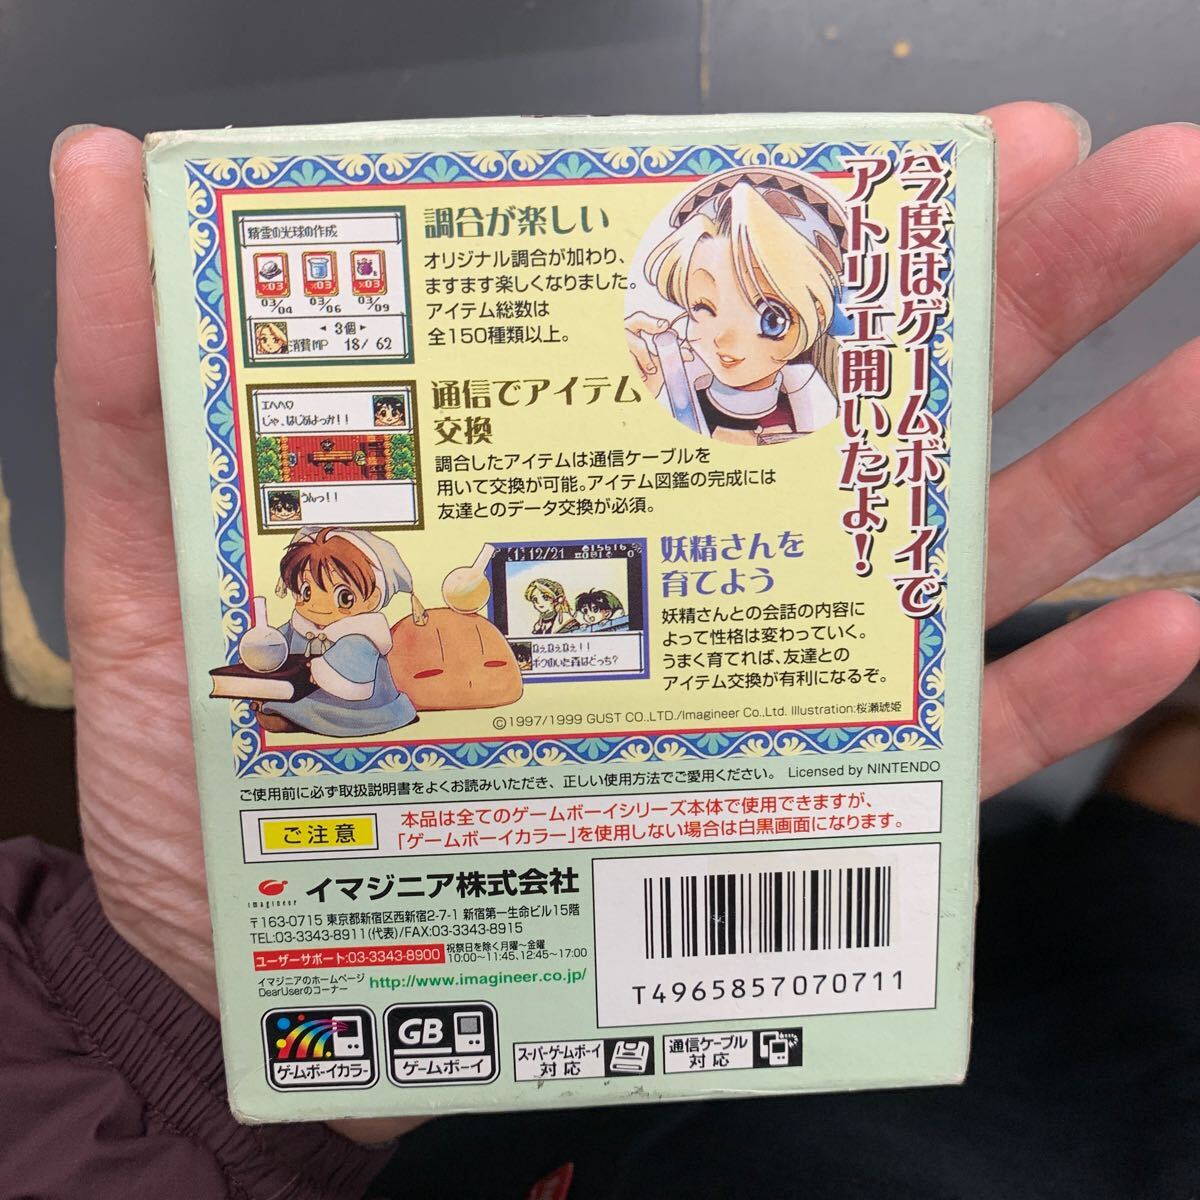 今度はゲームボーイで
アトリエ開いたよ!
調合が楽しい
オリジナル調合が加わり、
ますます楽しくなりました。
アイテム総数は
全150種類以上。
精霊の光球の作成
×03 ×03 ×03
03/04 03/06 03/09
3個
消費MP 18/ 62
通信でアイテム
交換
調合したアイテムは通信ケーブルを
用いて交換が可能。アイテム図鑑の完成には
友達とのデータ交換が必須。
エヘヘ♡
じゃ、はじめよっか!!
うんっ!!
妖精さんを
育てよう
妖精さんとの会話の内容に
よって性格は変わっていく。
うまく育てれば、友達との
アイテム交換が有利になるぞ。
ねぇねぇねぇ!!
ボクのいた森はどっち?
©1997/1999 GUST CO.,LTD./Imagineer Co.,Ltd. Illustration:桜瀬琥姫
ご使用前に必ず取扱説明書をよくお読みいただき、正しい使用方法でご愛用ください。 Licensed by NINTENDO
ご注意
本品は全てのゲームボーイシリーズ本体で使用できますが、
「ゲームボーイカラー」を使用しない場合は白黒画面になります。
imagineer
イマジニア株式会社
〒163-0715 東京都新宿区西新宿2-7-1 新宿第一生命ビル15階
TEL:03-3343-8911(代表)/FAX:03-3343-8915
ユーザーサポート:03-3343-8900
祝祭日を除く月曜〜金曜
10:00〜11:45、12:45〜17:00
イマジニアのホームページ
DearUserのコーナー
http://www.imagineer.co.jp/
T4965857070711
ゲームボーイカラー
GB
ゲームボーイ
スーパーゲームボーイ
対応
通信ケーブル
対応